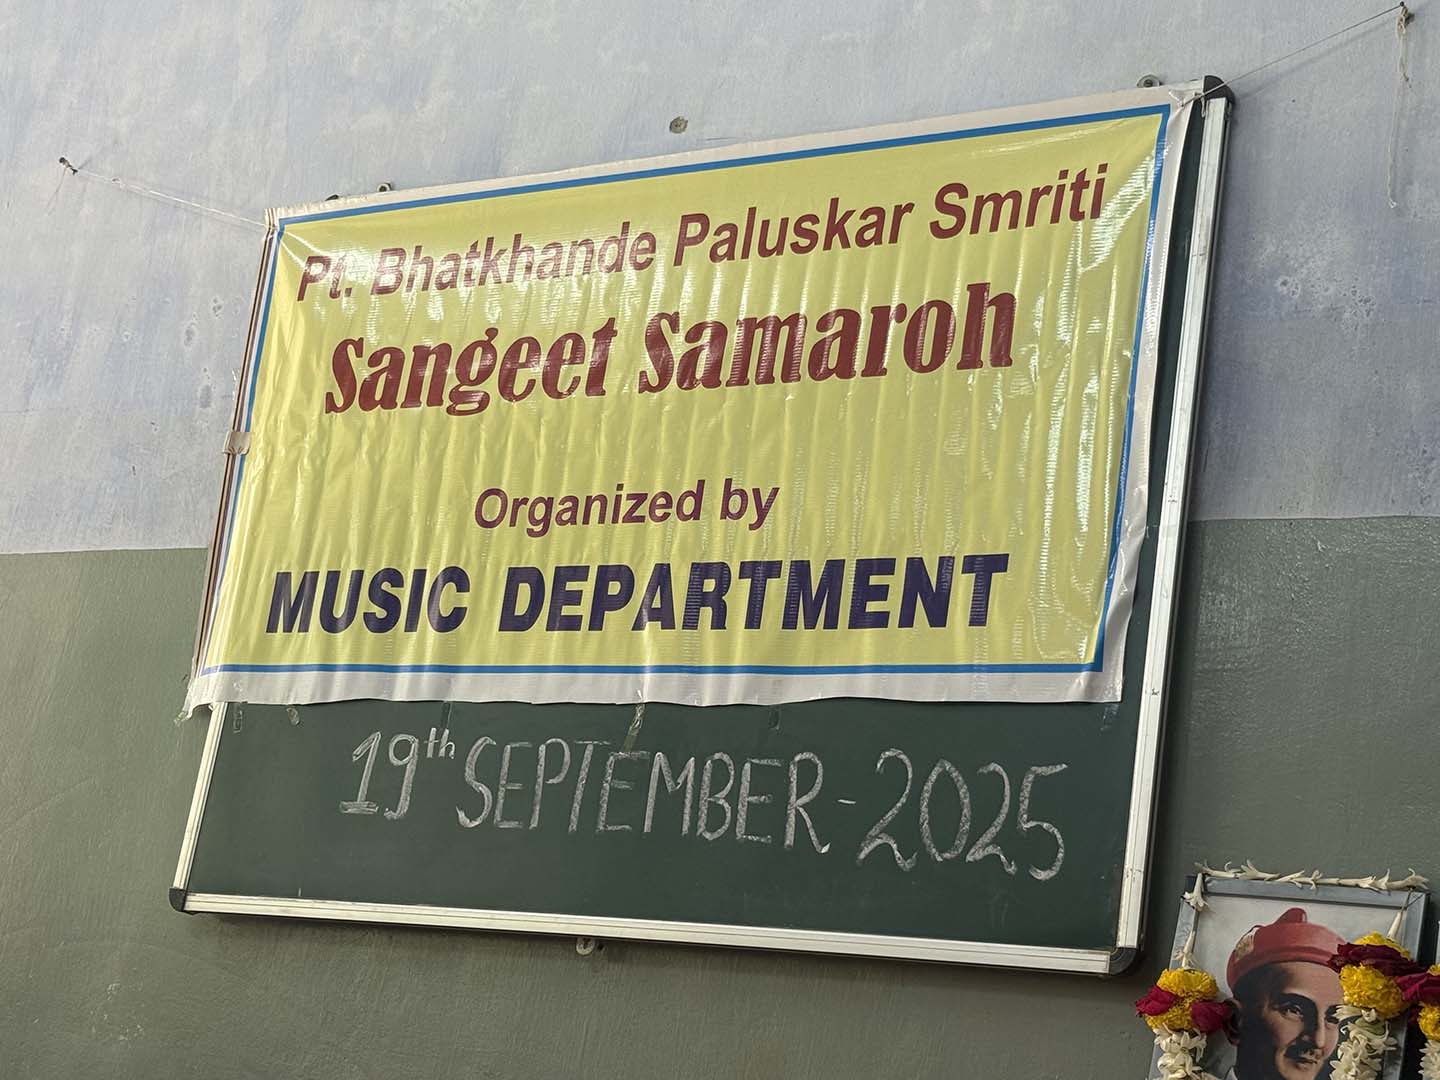 Pt. Bhatkhande Paluskar Smriti
Sangeet Samaroh
Organized by
MUSIC DEPARTMENT
19th SEPTEMBER - 2025